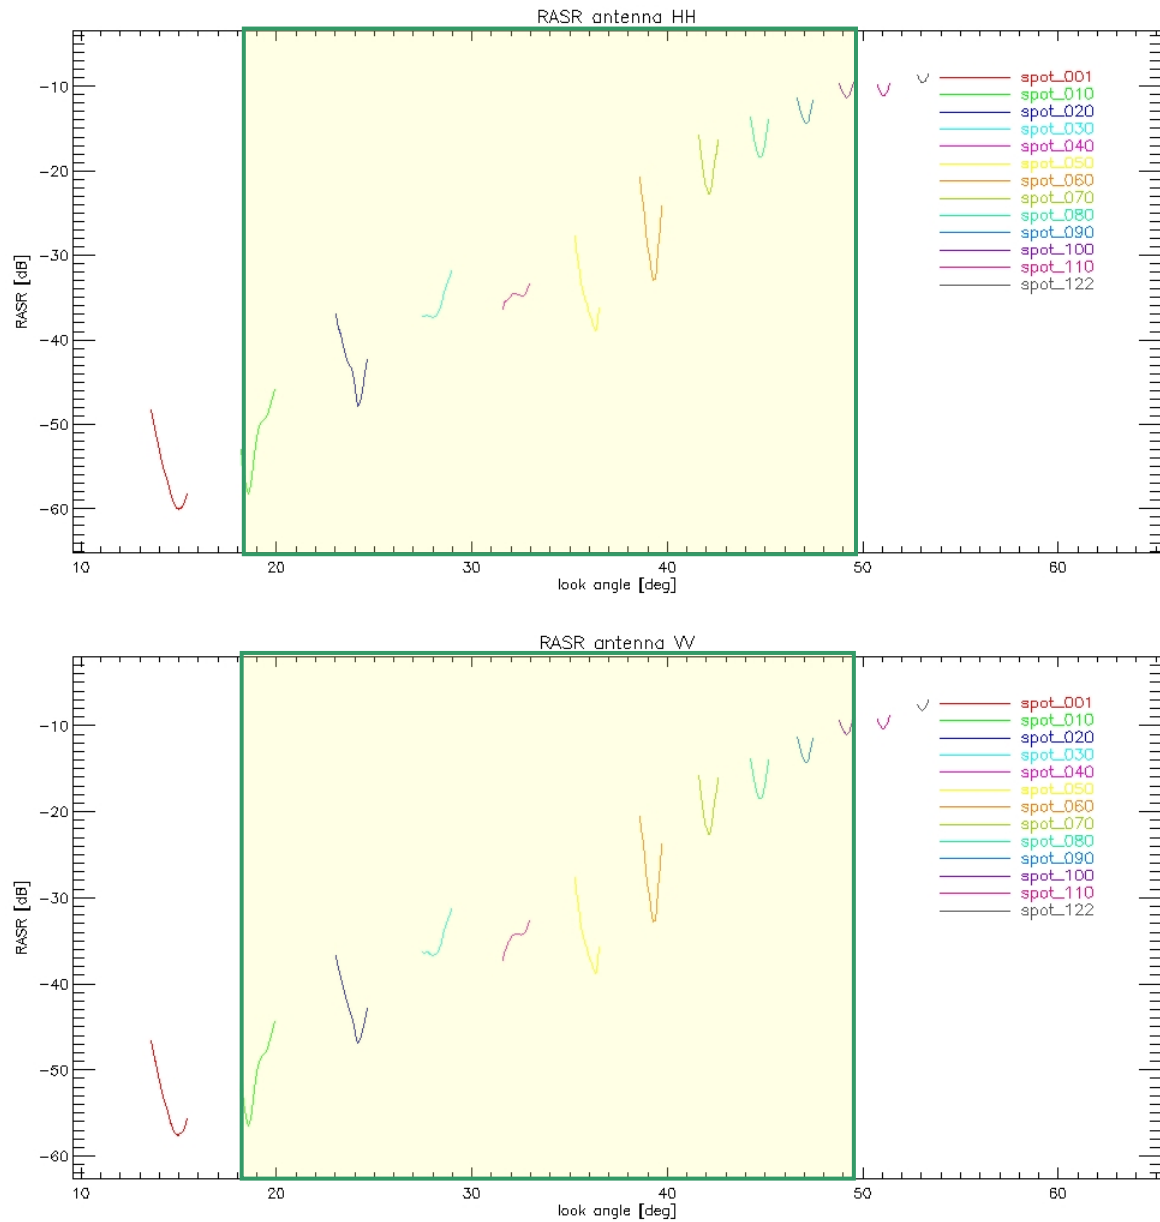 RASR antenna HH
-10
-20
-30
-40
-50
-60
RASR [dB]
spot_001
spot_010
spot_020
spot_030
spot_040
spot_050
spot_060
spot_070
spot_080
spot_090
spot_100
spot_110
spot_122
10 20 30 40 50 60
look angle [deg]
RASR antenna VV
-10
-20
-30
-40
-50
-60
RASR [dB]
spot_001
spot_010
spot_020
spot_030
spot_040
spot_050
spot_060
spot_070
spot_080
spot_090
spot_100
spot_110
spot_122
10 20 30 40 50 60
look angle [deg]